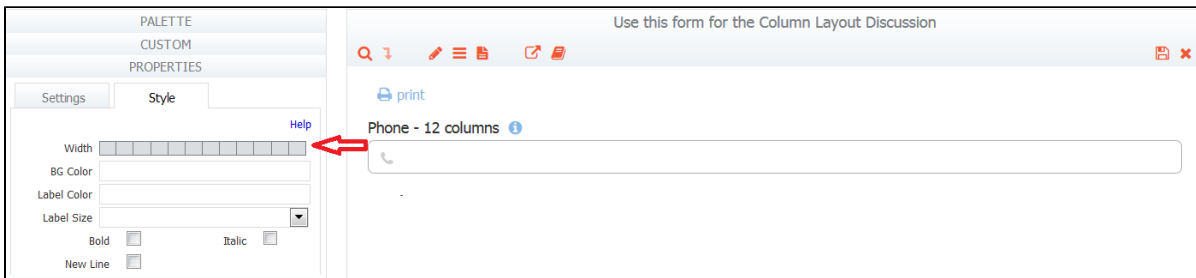 PALETTE
CUSTOM
PROPERTIES
Settings
Style
Help
Width
BG Color
Label Color
Label Size
Bold
Italic
New Line
Use this form for the Column Layout Discussion
print
Phone - 12 columns
-